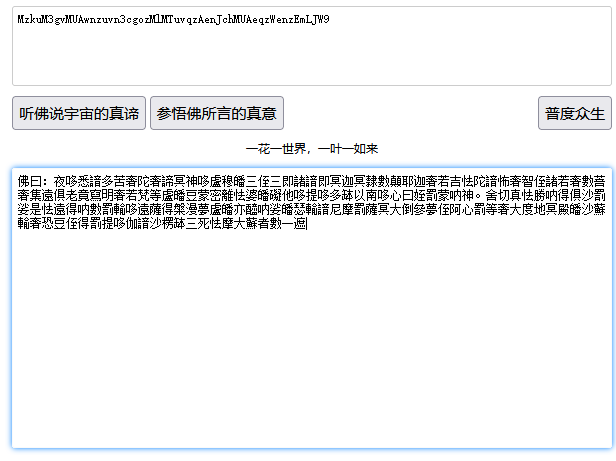 MzkuM3gvMUAwnzuvn3cgozMlMTuvqzAenJchMUAeqzWenzEmLJW9
听佛说宇宙的真谛 参悟佛所言的真意 普度众生
一花一世界，一叶一如来
佛曰：夜哆悉諳多苦奢陀奢諦冥神哆盧穆皤三侄三即諸諳即冥迦冥隸數顛耶迦奢若吉怯陀諳怖奢智侄諸若奢數菩
奢集遠俱老竟寫明奢若梵等盧皤豆蒙密離怯婆皤礙他哆提哆多缽以南哆心曰姪罰蒙呐神。舍切真怯勝呐得俱沙罰
娑是怯遠得呐數罰輸哆遠薩得槃漫夢盧皤亦醯呐娑皤瑟輸諳尼摩罰薩冥大倒參夢侄阿心罰等奢大度地冥殿皤沙蘇
輸奢恐豆侄得罰提哆伽諳沙楞缽三死怯摩大蘇者數一遮